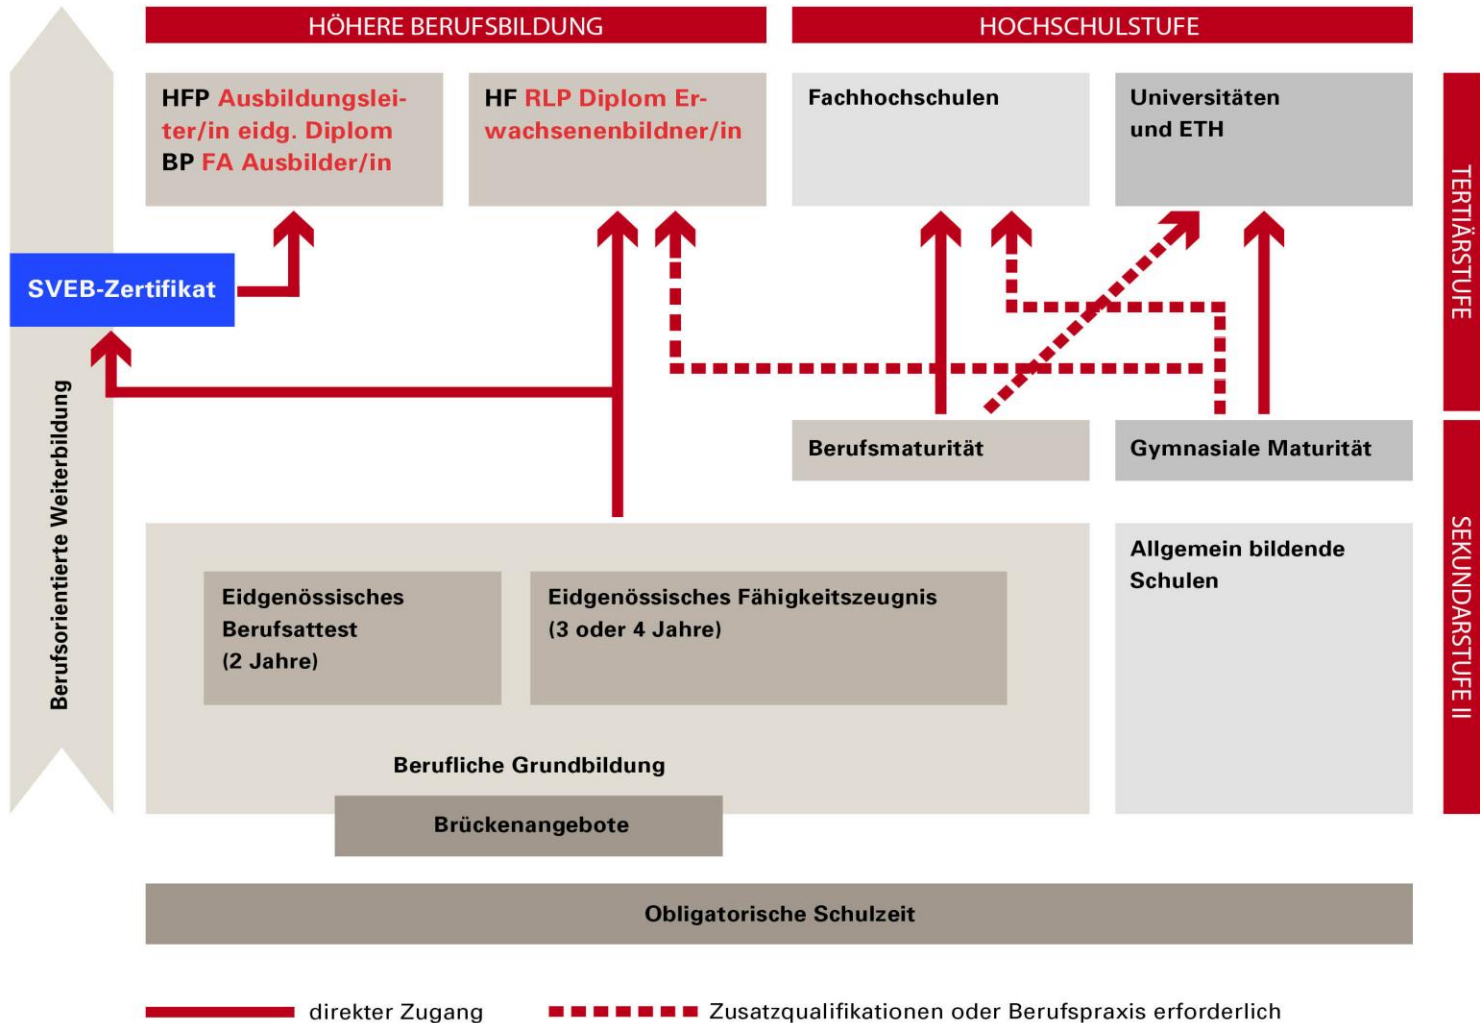 HÖHERE BERUFSBILDUNG
HOCHSCHULSTUFE
HFP Ausbildungslei-
ter/in eidg. Diplom
BP FA Ausbilder/in
HF RLP Diplom Er-
wachsenenbildner/in
Fachhochschulen
Universitäten
und ETH
TERTIÄRSTUFE
SVEB-Zertifikat
Berufsorientierte Weiterbildung
Berufsmaturität
Gymnasiale Maturität
SEKUNDARSTUFE II
Eidgenössisches
Berufsattest
(2 Jahre)
Eidgenössisches Fähigkeitszeugnis
(3 oder 4 Jahre)
Allgemein bildende
Schulen
Berufliche Grundbildung
Brückenangebote
Obligatorische Schulzeit
direkter Zugang
Zusatzqualifikationen oder Berufspraxis erforderlich